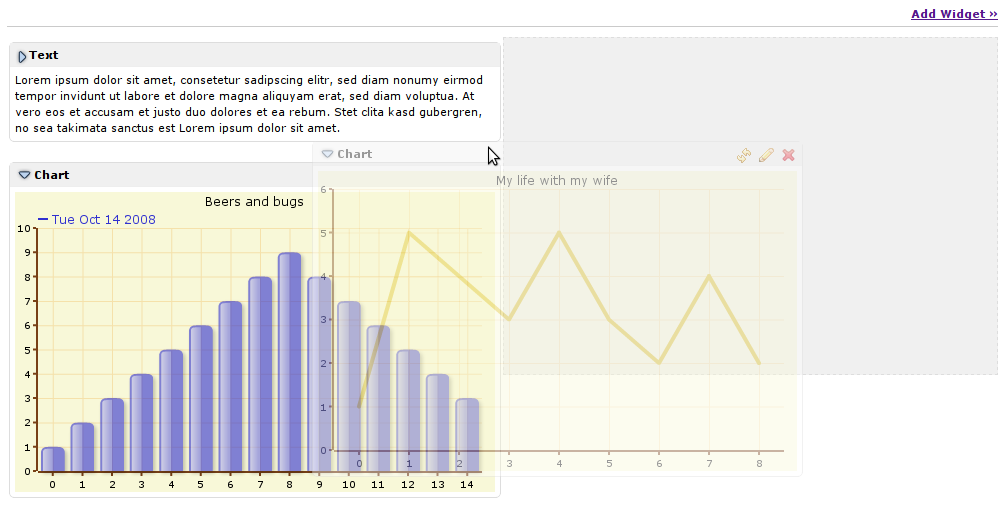 Add Widget »
Text
Lorem ipsum dolor sit amet, consetetur sadipscing elitr, sed diam nonumy eirmod
tempor invidunt ut labore et dolore magna aliquyam erat, sed diam voluptua. At
vero eos et accusam et justo duo dolores et ea rebum. Stet clita kasd gubergren,
no sea takimata sanctus est Lorem ipsum dolor sit amet.
Chart
Beers and bugs
Tue Oct 14 2008
10
9
8
7
6
5
4
3
2
1
0
0 1 2 3 4 5 6 7 8 9 10 11 12 13 14
Chart
My life with my wife
6
5
4
3
2
1
0
0 1 2 3 4 5 6 7 8